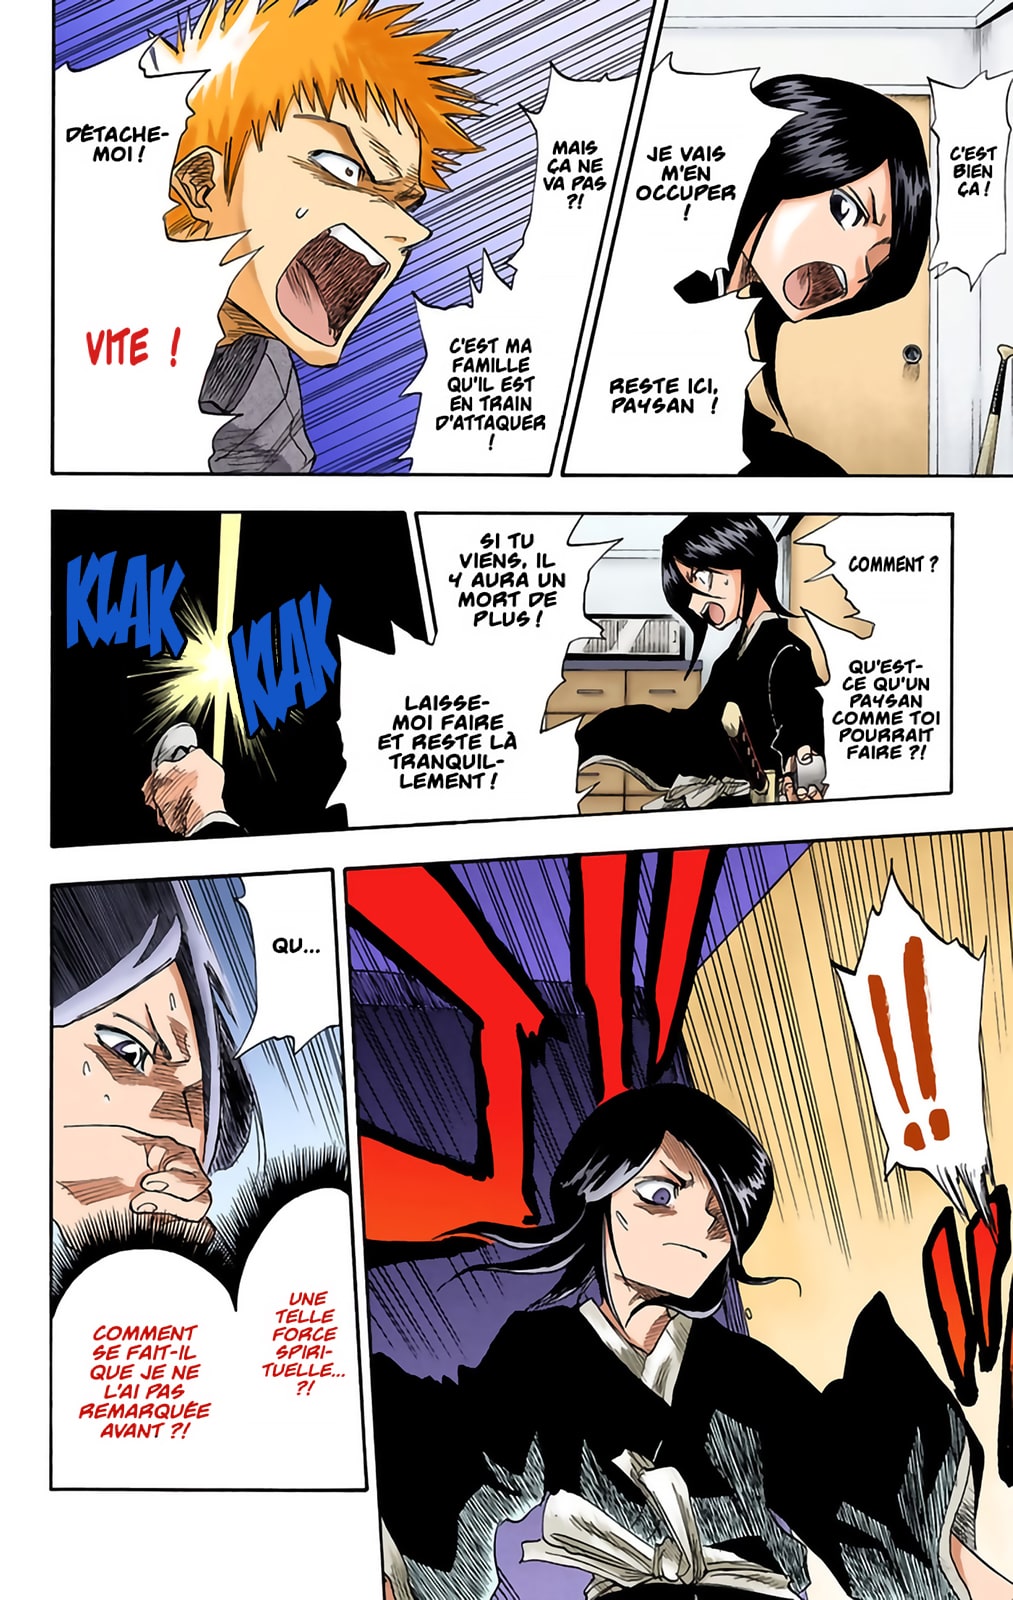 C'EST
BIEN
ÇA !
JE VAIS
M'EN
OCCUPER
!
RESTE ICI,
PAYSAN !
MAIS
ÇA NE
VA PAS
?!
C'EST MA
FAMILLE
QU'IL EST
EN TRAIN
D'ATTAQUER
!
DÉTACHE-
MOI !
VITE !
COMMENT ?
QU'EST-
CE QU'UN
PAYSAN
COMME TOI
POURRAIT
FAIRE ?!
SI TU
VIENS, IL
Y AURA UN
MORT DE
PLUS !
LAISSE-
MOI FAIRE
ET RESTE LÀ
TRANQUIL-
LEMENT !
KLAK
KLAK
!!
QU...
UNE
TELLE
FORCE
SPIRI-
TUELLE...
?!
COMMENT
SE FAIT-IL
QUE JE NE
L'AI PAS
REMARQUÉE
AVANT ?!